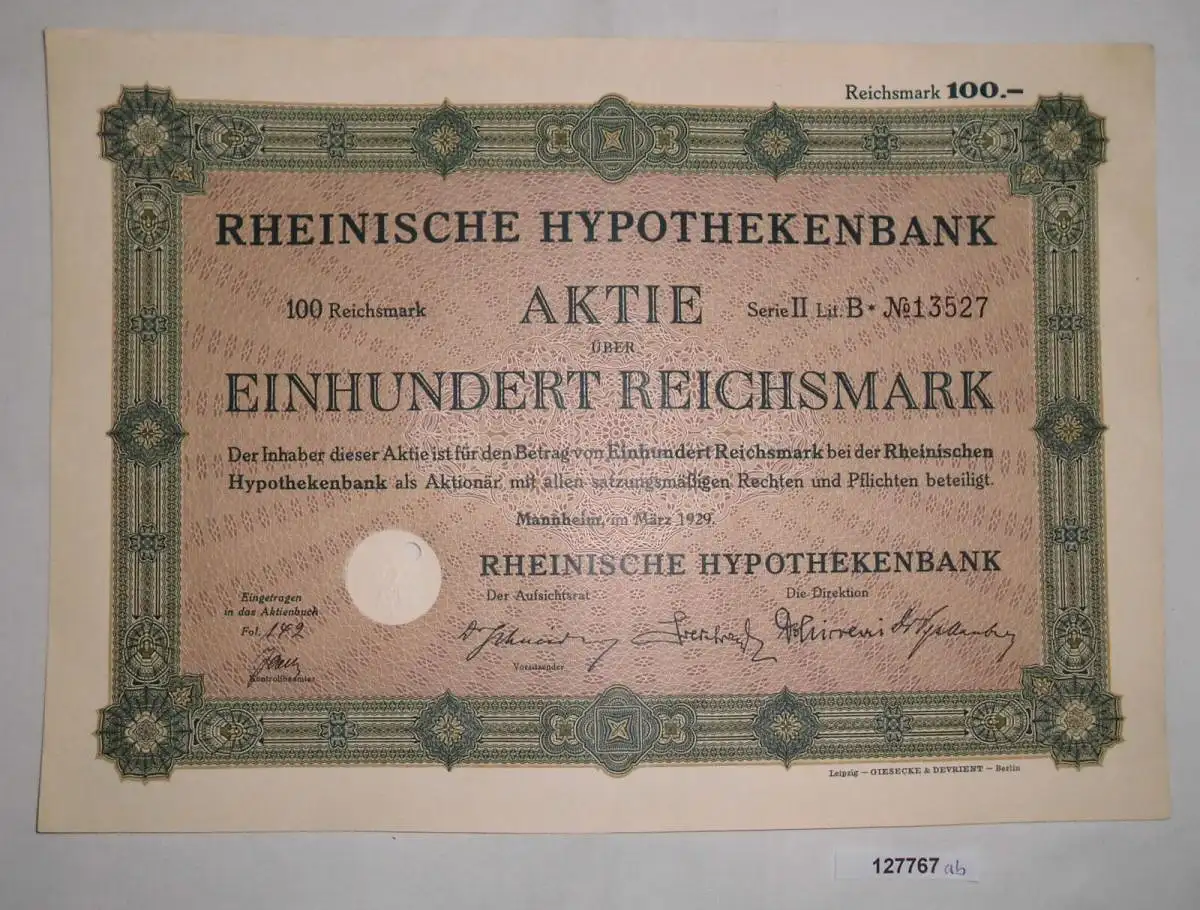 Reichsmark 100.–
RHEINISCHE HYPOTHEKENBANK
100 Reichsmark AKTIE Serie II Lit. B * № 13527
ÜBER
EINHUNDERT REICHSMARK
Der Inhaber dieser Aktie ist für den Betrag von Einhundert Reichsmark bei der Rheinischen
Hypothekenbank als Aktionär mit allen satzungsmäßigen Rechten und Pflichten beteiligt.
Mannheim, im März 1929.
RHEINISCHE HYPOTHEKENBANK
Der Aufsichtsrat Die Direktion
Eingetragen
in das Aktienbuch
Fol. 142
Vorsitzender
Kontrollbeamter
Leipzig – GIESECKE & DEVRIENT – Berlin
127767 ab